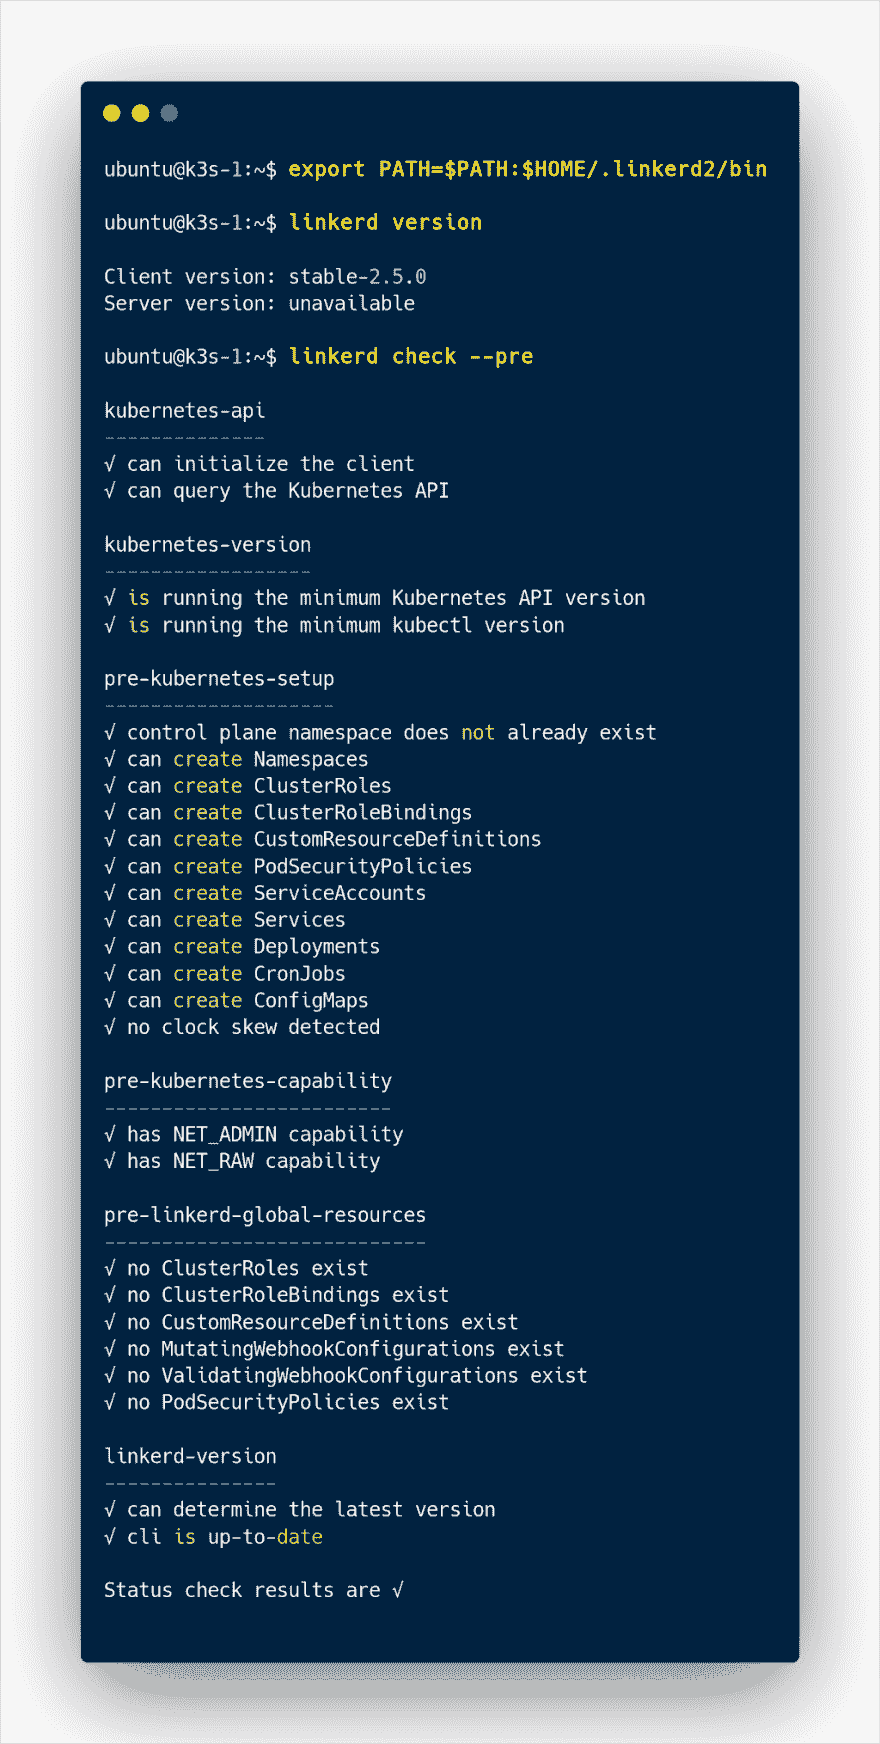 ubuntu@k3s-1:~$ export PATH=$PATH:$HOME/.linkerd2/bin
ubuntu@k3s-1:~$ linkerd version
Client version: stable-2.5.0
Server version: unavailable
ubuntu@k3s-1:~$ linkerd check --pre
kubernetes-api
--------------
√ can initialize the client
√ can query the Kubernetes API
kubernetes-version
------------------
√ is running the minimum Kubernetes API version
√ is running the minimum kubectl version
pre-kubernetes-setup
--------------------
√ control plane namespace does not already exist
√ can create Namespaces
√ can create ClusterRoles
√ can create ClusterRoleBindings
√ can create CustomResourceDefinitions
√ can create PodSecurityPolicies
√ can create ServiceAccounts
√ can create Services
√ can create Deployments
√ can create CronJobs
√ can create ConfigMaps
√ no clock skew detected
pre-kubernetes-capability
-------------------------
√ has NET_ADMIN capability
√ has NET_RAW capability
pre-linkerd-global-resources
----------------------------
√ no ClusterRoles exist
√ no ClusterRoleBindings exist
√ no CustomResourceDefinitions exist
√ no MutatingWebhookConfigurations exist
√ no ValidatingWebhookConfigurations exist
√ no PodSecurityPolicies exist
linkerd-version
---------------
√ can determine the latest version
√ cli is up-to-date
Status check results are √